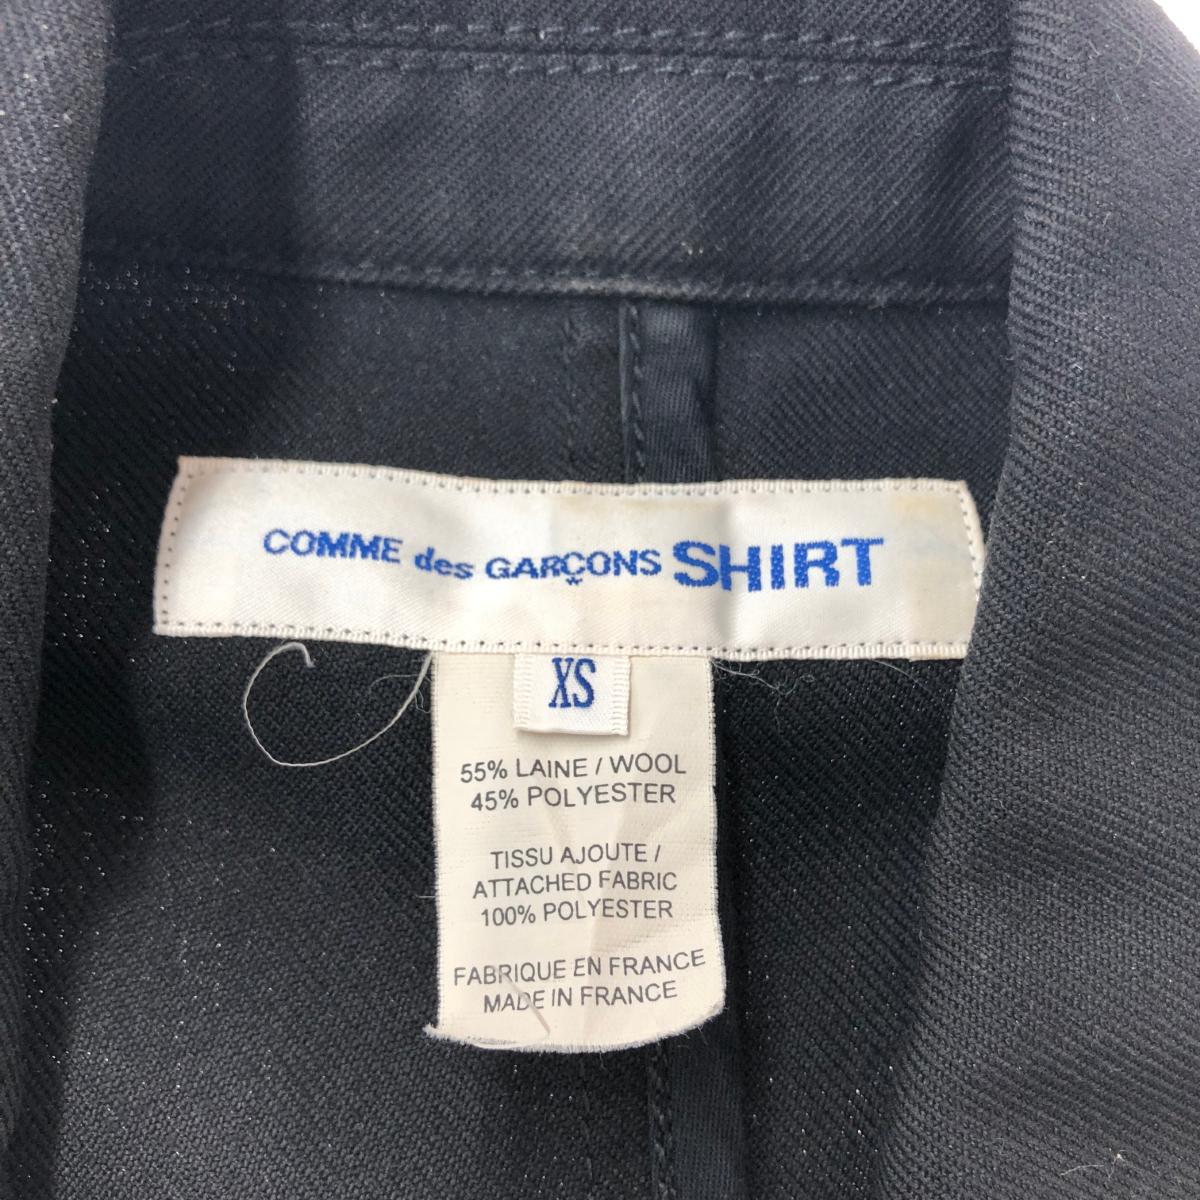 COMME des GARÇONS SHIRT
XS
55% LAINE / WOOL
45% POLYESTER
TISSU AJOUTE /
ATTACHED FABRIC
100% POLYESTER
FABRIQUE EN FRANCE
MADE IN FRANCE